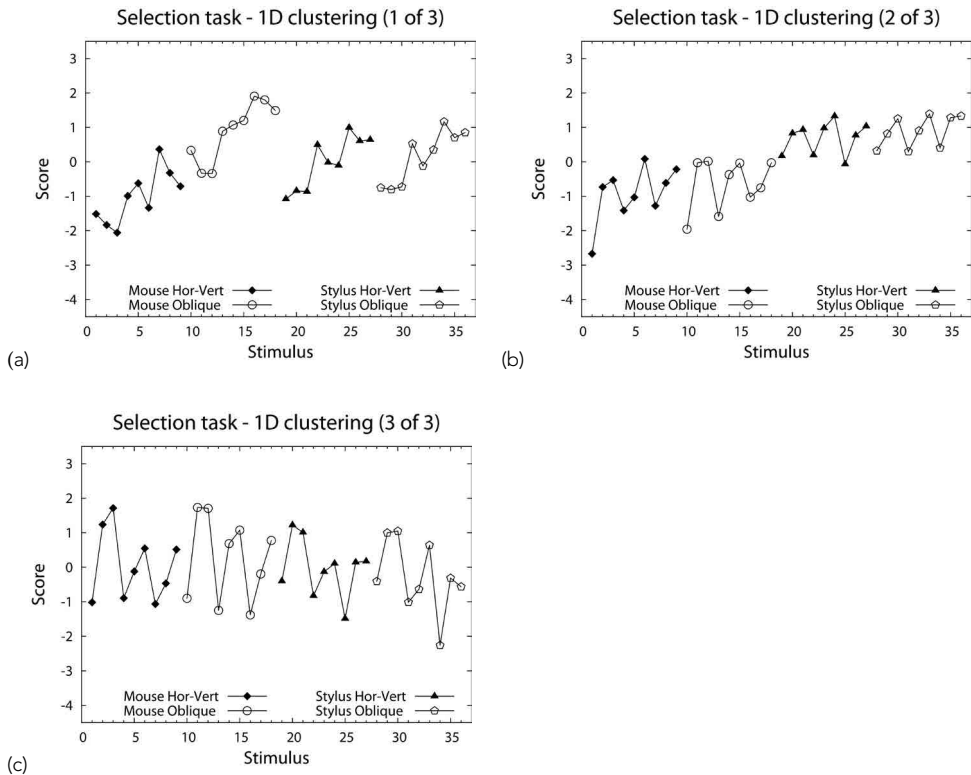 Selection task - 1D clustering (1 of 3)
3
2
1
0
-1
-2
-3
-4
Score
Mouse Hor-Vert
Mouse Oblique
Stylus Hor-Vert
Stylus Oblique
0 5 10 15 20 25 30 35
Stimulus
(a)
Selection task - 1D clustering (2 of 3)
3
2
1
0
-1
-2
-3
-4
Score
Mouse Hor-Vert
Mouse Oblique
Stylus Hor-Vert
Stylus Oblique
0 5 10 15 20 25 30 35
Stimulus
(b)
Selection task - 1D clustering (3 of 3)
3
2
1
0
-1
-2
-3
-4
Score
Mouse Hor-Vert
Mouse Oblique
Stylus Hor-Vert
Stylus Oblique
0 5 10 15 20 25 30 35
Stimulus
(c)